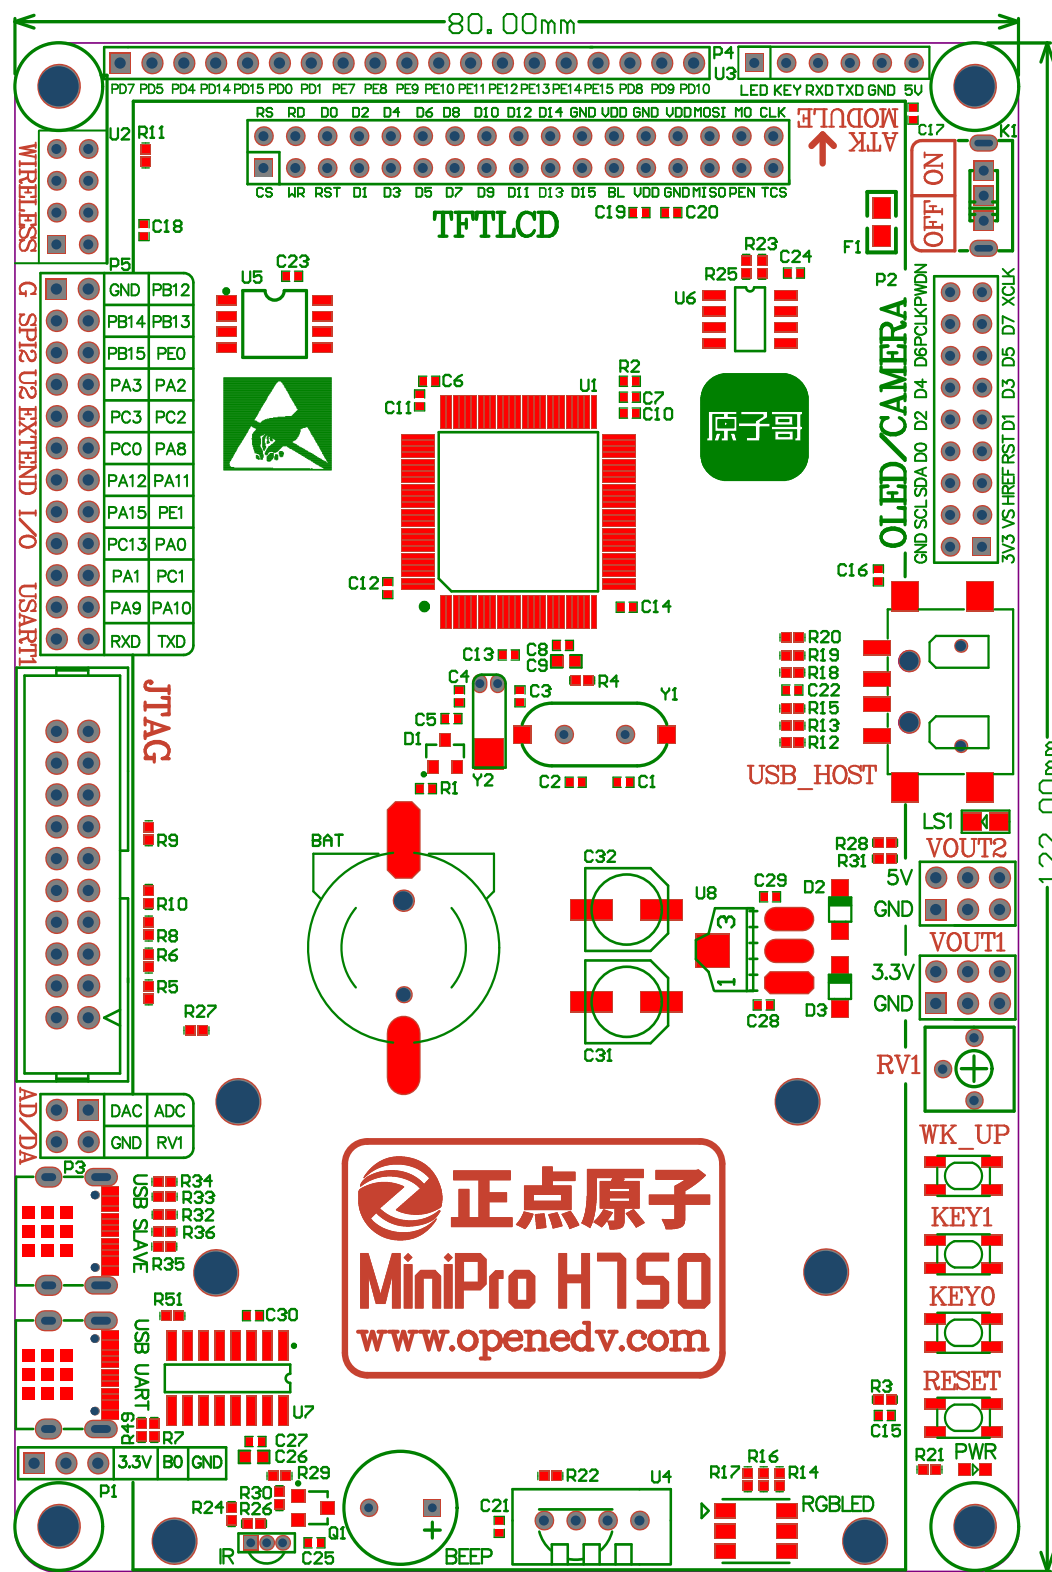 80.00mm
P4
U3
PD7 PD5 PD4 PD14 PD15 PD0 PD1 PE7 PE8 PE9 PE10 PE11 PE12 PE13 PE14 PE15 PD8 PD9 PD10
LED KEY RXD TXD GND 5V
RS RD D0 D2 D4 D6 D8 D10 D12 D14 GND VDD GND VDD MOSI MO CLK
CS WR RST D1 D3 D5 D7 D9 D11 D13 D15 BL VDD GND MISO PEN TCS
TFTLCD
ATK
MODULE
C17
K1
ON
OFF
F1
U2
R11
WIRELESS
C18
C19
C20
P5
C23
U5
R23
R25
C24
U6
P2
G SPI2 U2 EXTEND I/O
USART1
GND PB12
PB14 PB13
PB15 PE0
PA3 PA2
PC3 PC2
PC0 PA8
PA12 PA11
PA15 PE1
PC13 PA0
PA1 PC1
PA9 PA10
RXD TXD
OLED/CAMERA
GND SCL SDA D0 D2 D4 D6 PCLK PWDN
3V3 VS HREF RST D1 D3 D5 D7 XCLK
C6
C11
U1
R2
C7
C10
原子哥
C12
C14
C16
C13
C8
C9
R4
C4
C3
Y1
C5
D1
R1
Y2
C2
C1
R20
R19
R18
C22
R15
R13
R12
USB_HOST
122.00mm
JTAG
R9
R10
R8
R6
R5
R27
BAT
C32
U8
C29
D2
3
1
C28
D3
C31
LS1
R28
R31
VOUT2
5V
GND
VOUT1
3.3V
GND
RV1
AD/DA
DAC ADC
GND RV1
P3
WK_UP
KEY1
KEY0
RESET
USB SLAVE
R34
R33
R32
R36
R35
R51
C30
USB UART
U7
R49
R7
C27
C26
3.3V B0 GND
P1
正点原子
MiniPro H750
www.openedv.com
R3
C15
PWR
R21
R29
R30
R24
R26
IR
Q1
C25
BEEP
C21
R22
U4
R16
R17
R14
RGBLED